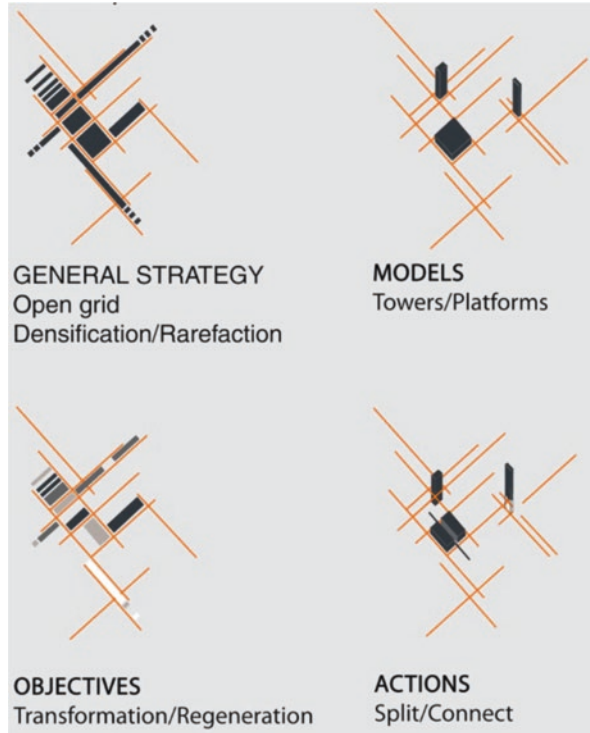 GENERAL STRATEGY
Open grid
Densification/Rarefaction
MODELS
Towers/Platforms
OBJECTIVES
Transformation/Regeneration
ACTIONS
Split/Connect